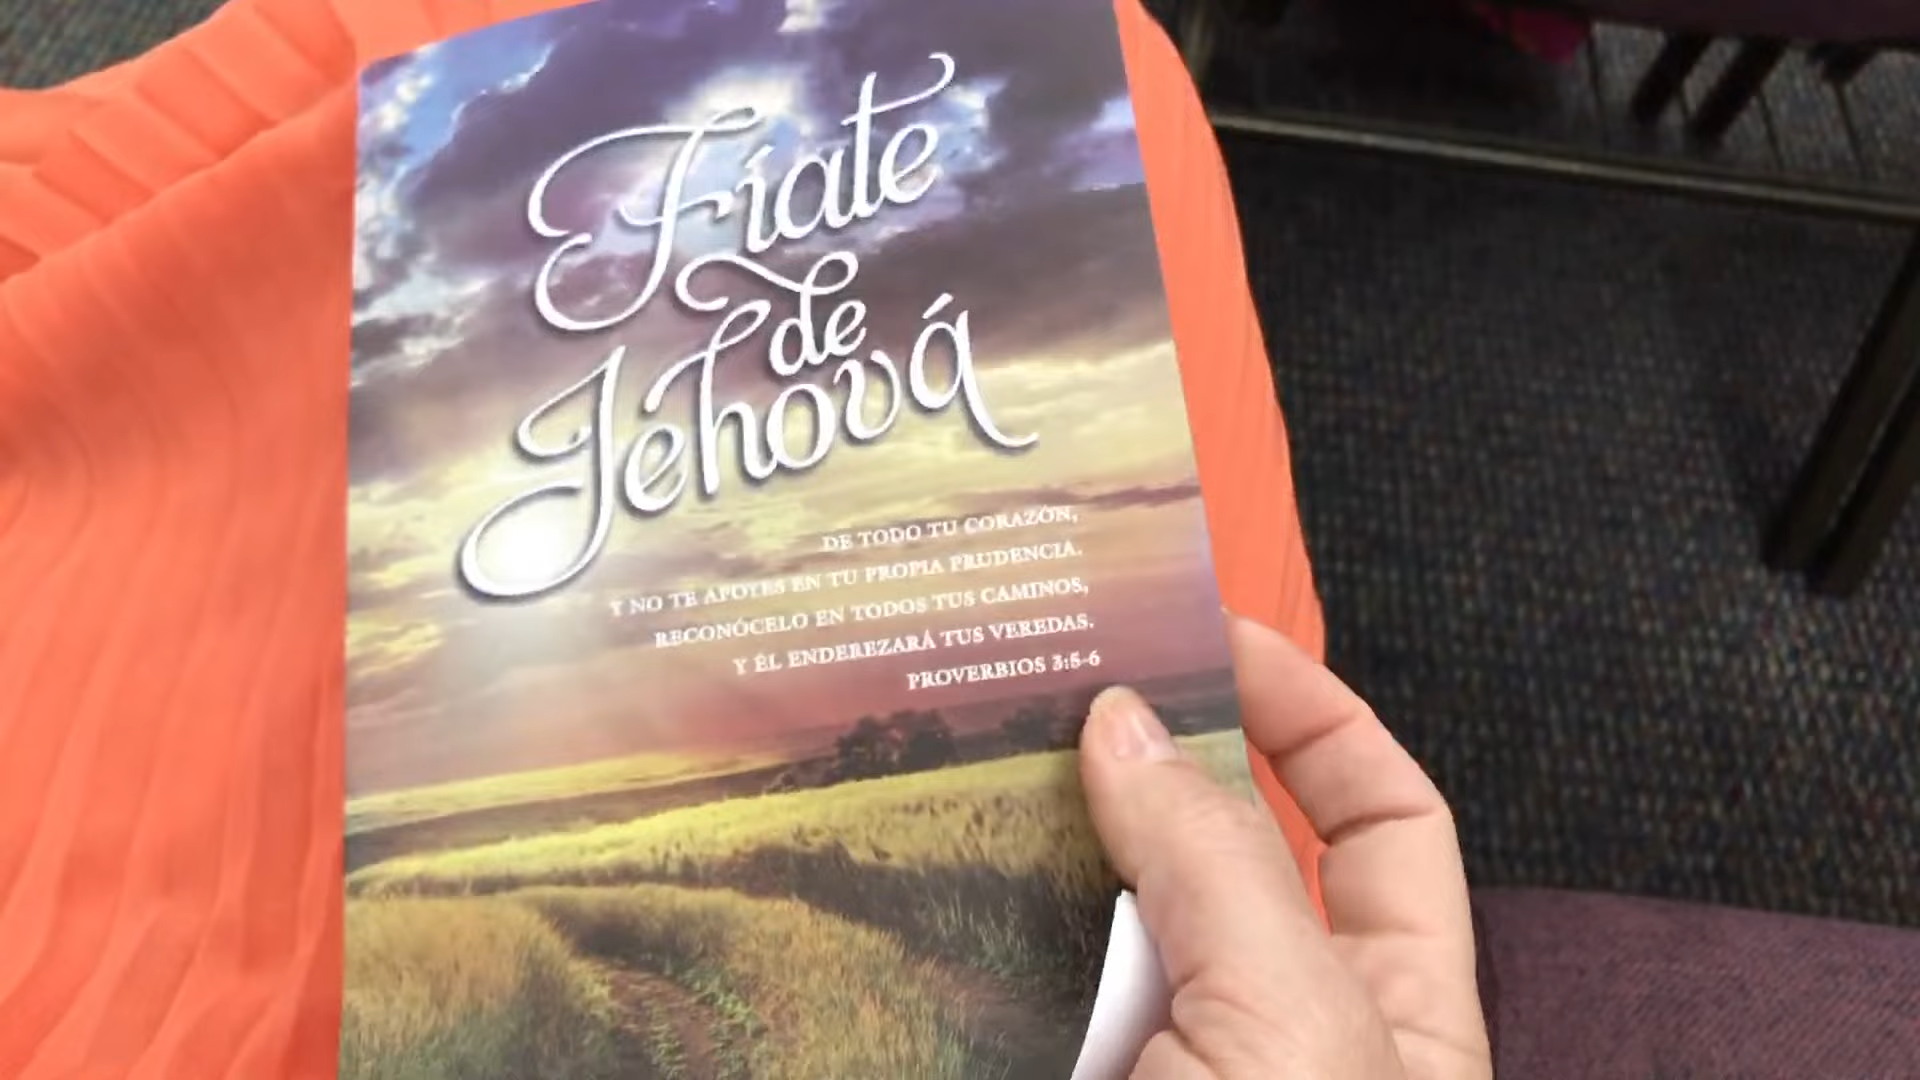 Fíate
de
Jehová
DE TODO TU CORAZÓN,
Y NO TE APOYES EN TU PROPIA PRUDENCIA.
RECONÓCELO EN TODOS TUS CAMINOS,
Y ÉL ENDEREZARÁ TUS VEREDAS.
PROVERBIOS 3:5-6